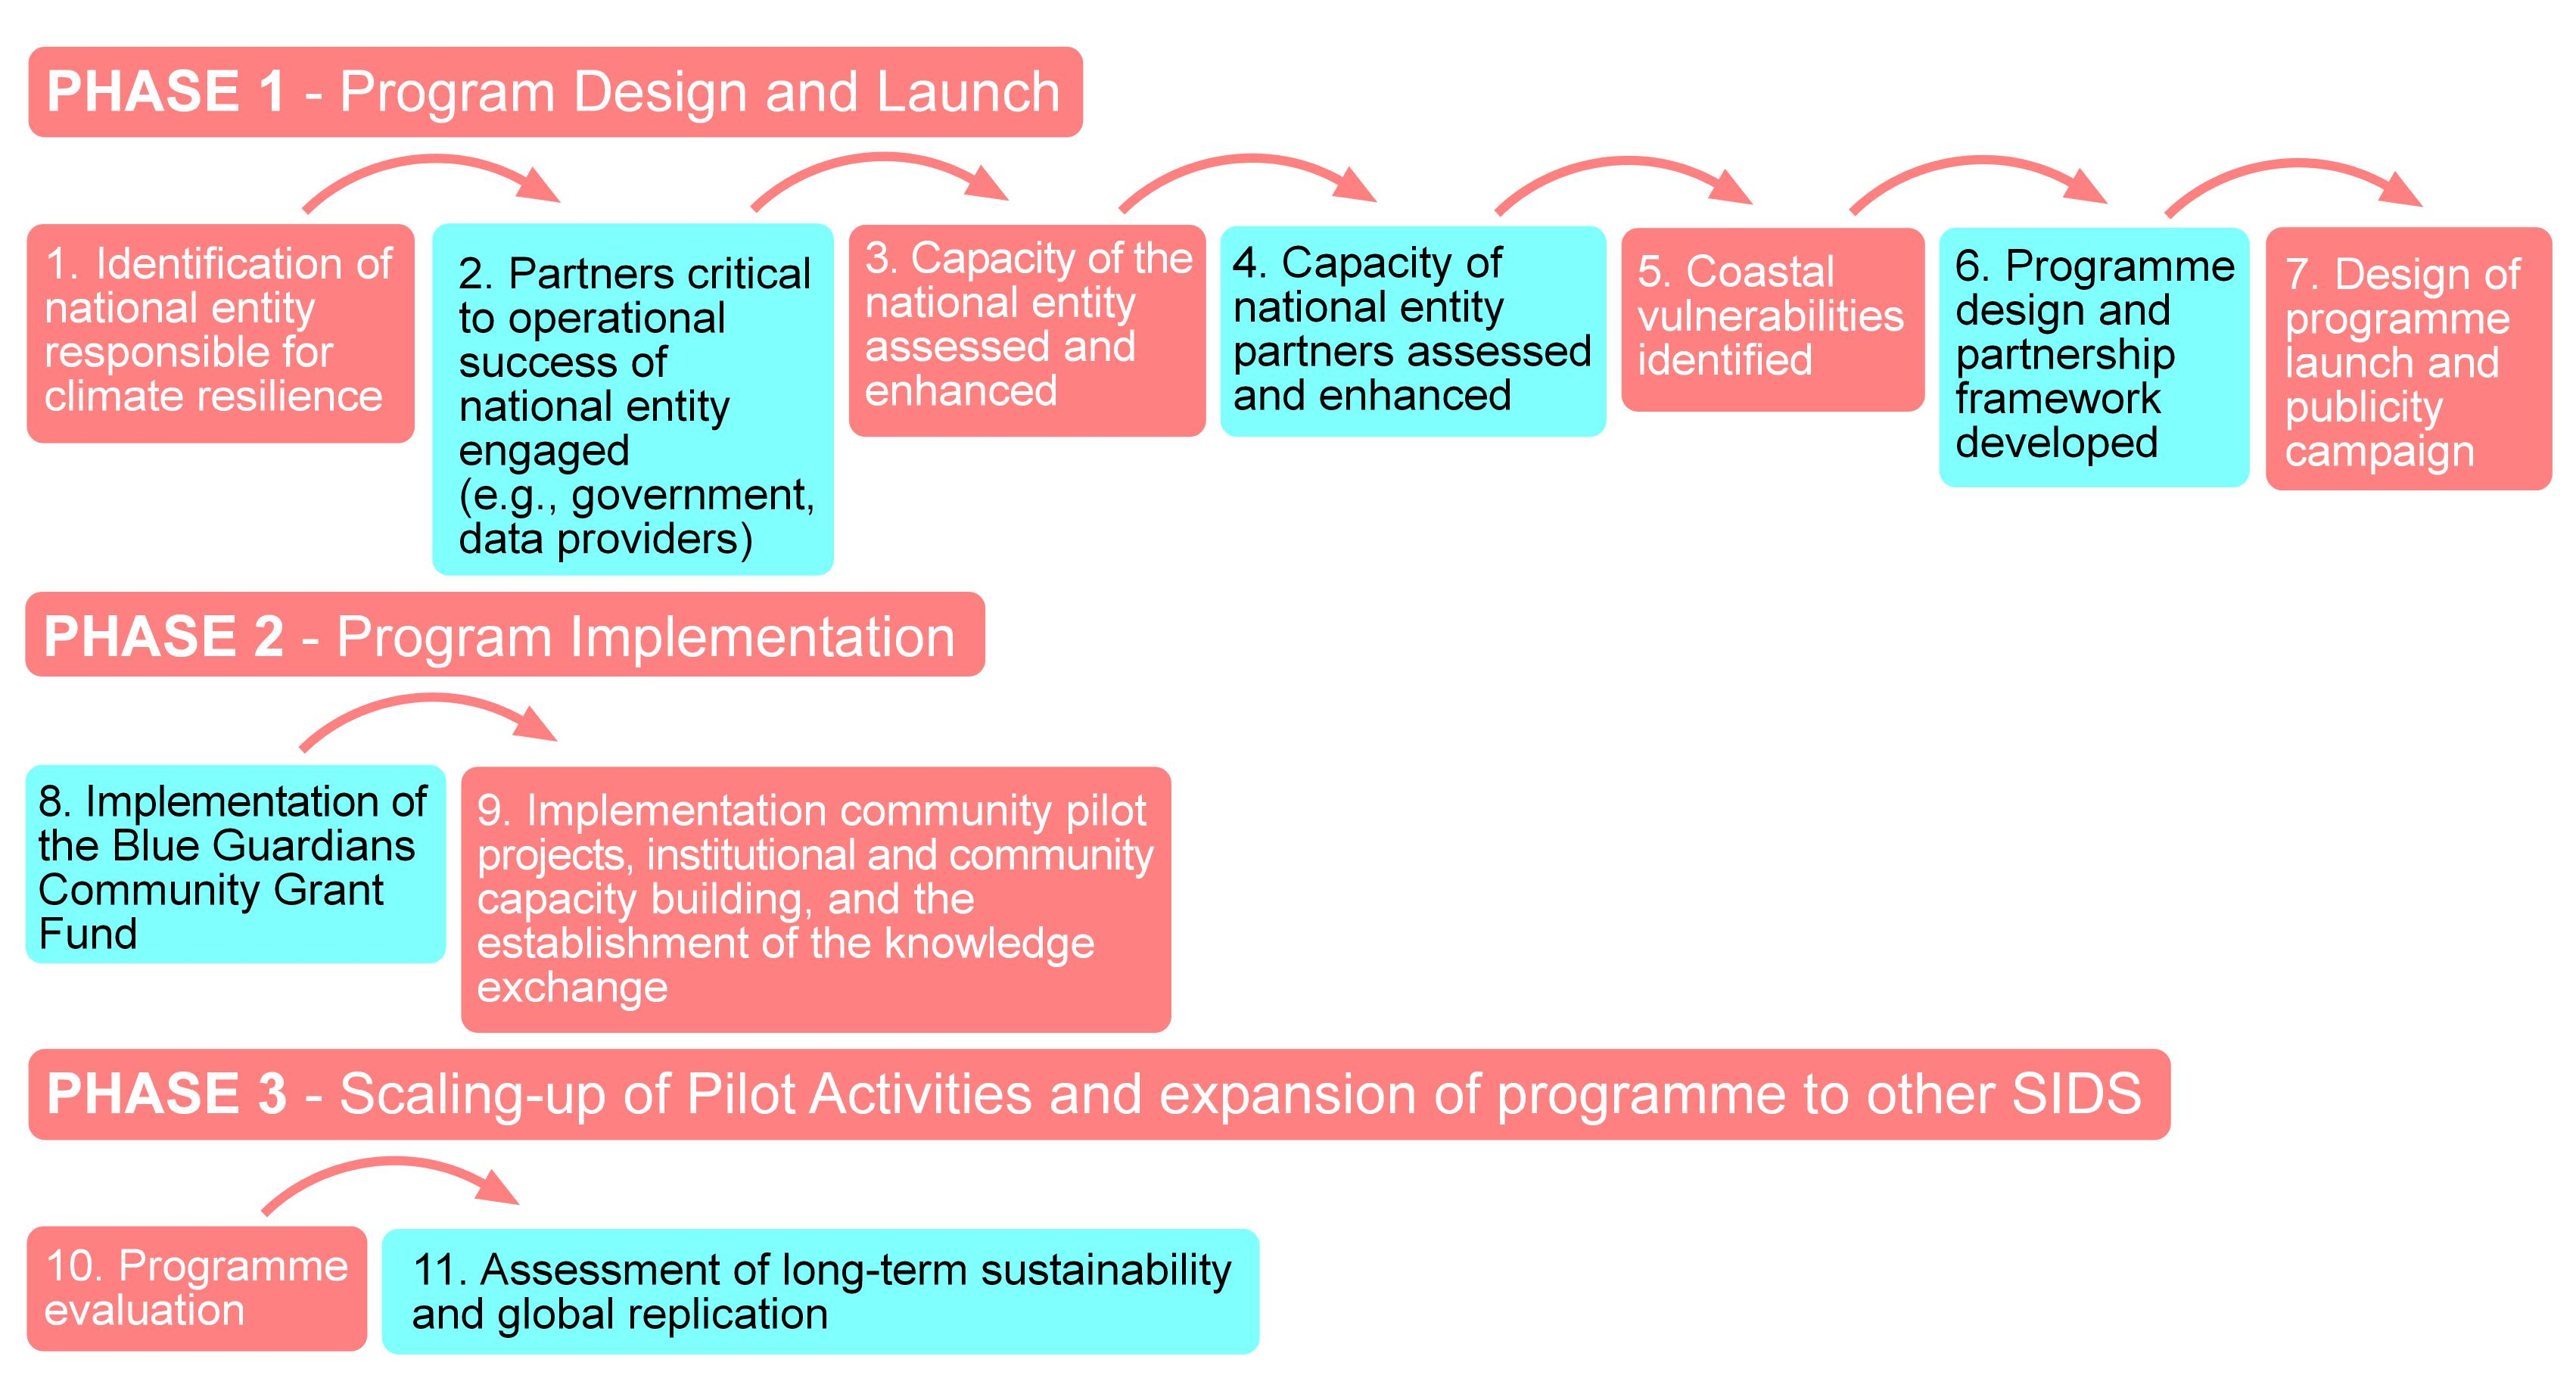 PHASE 1 - Program Design and Launch
1. Identification of
national entity
responsible for
climate resilience
2. Partners critical
to operational
success of
national entity
engaged
(e.g., government,
data providers)
3. Capacity of the
national entity
assessed and
enhanced
4. Capacity of
national entity
partners assessed
and enhanced
5. Coastal
vulnerabilities
identified
6. Programme
design and
partnership
framework
developed
7. Design of
programme
launch and
publicity
campaign
PHASE 2 - Program Implementation
8. Implementation of
the Blue Guardians
Community Grant
Fund
9. Implementation community pilot
projects, institutional and community
capacity building, and the
establishment of the knowledge
exchange
PHASE 3 - Scaling-up of Pilot Activities and expansion of programme to other SIDS
10. Programme
evaluation
11. Assessment of long-term sustainability
and global replication